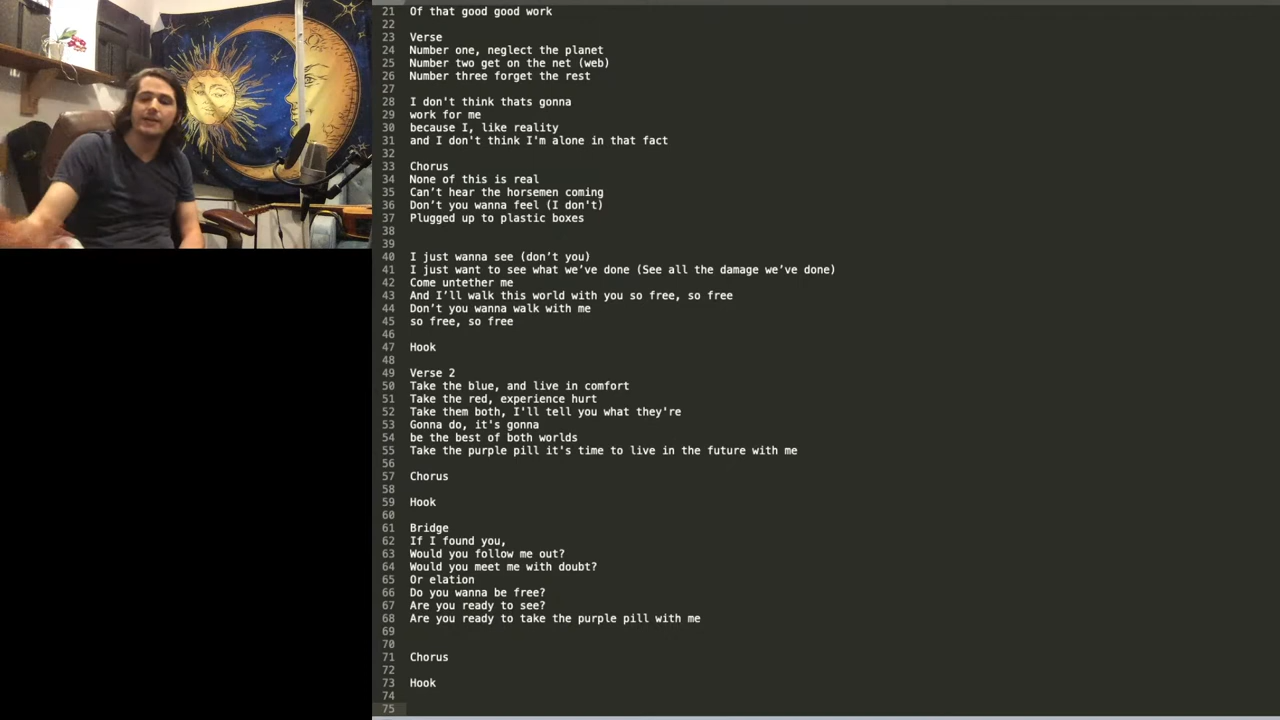 21 Of that good good work
22
23 Verse
24 Number one, neglect the planet
25 Number two get on the net (web)
26 Number three forget the rest
27
28 I don't think thats gonna
29 work for me
30 because I, like reality
31 and I don't think I'm alone in that fact
32
33 Chorus
34 None of this is real
35 Can’t hear the horsemen coming
36 Don’t you wanna feel (I don't)
37 Plugged up to plastic boxes
38
39
40 I just wanna see (don’t you)
41 I just want to see what we’ve done (See all the damage we’ve done)
42 Come untether me
43 And I’ll walk this world with you so free, so free
44 Don’t you wanna walk with me
45 so free, so free
46
47 Hook
48
49 Verse 2
50 Take the blue, and live in comfort
51 Take the red, experience hurt
52 Take them both, I'll tell you what they're
53 Gonna do, it's gonna
54 be the best of both worlds
55 Take the purple pill it's time to live in the future with me
56
57 Chorus
58
59 Hook
60
61 Bridge
62 If I found you,
63 Would you follow me out?
64 Would you meet me with doubt?
65 Or elation
66 Do you wanna be free?
67 Are you ready to see?
68 Are you ready to take the purple pill with me
69
70
71 Chorus
72
73 Hook
74
75